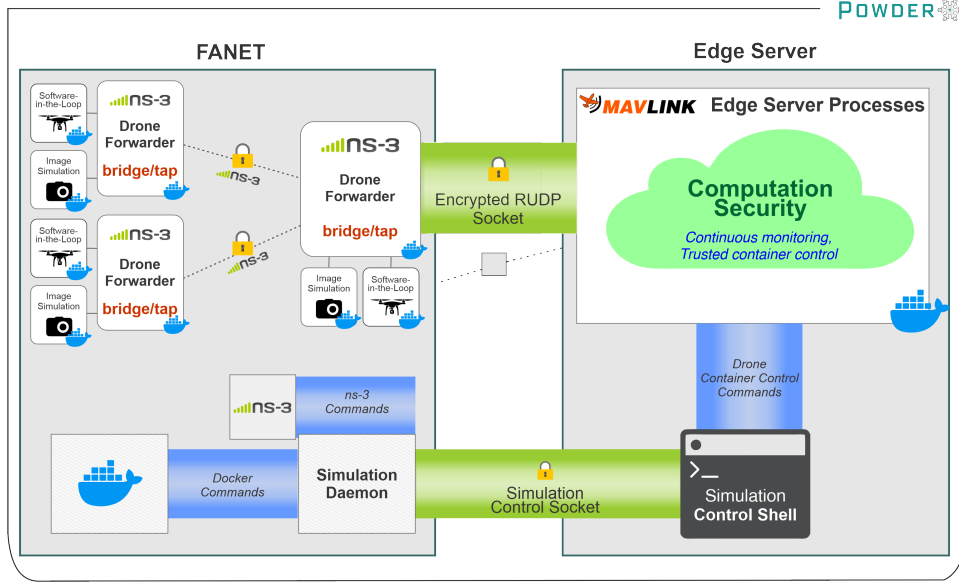 POWDER
FANET
Edge Server
Software-
in-the-Loop
ns-3
Drone
Forwarder
bridge/tap
Image
Simulation
ns-3
ns-3
Drone
Forwarder
bridge/tap
Software-
in-the-Loop
ns-3
Drone
Forwarder
bridge/tap
Image
Simulation
ns-3
Image
Simulation
Software-
in-the-Loop
Encrypted RUDP
Socket
MAVLINK Edge Server Processes
Computation
Security
Continuous monitoring,
Trusted container control
Drone
Container Control
Commands
ns-3
ns-3
Commands
Docker
Commands
Simulation
Daemon
Simulation
Control Socket
>_
Simulation
Control Shell